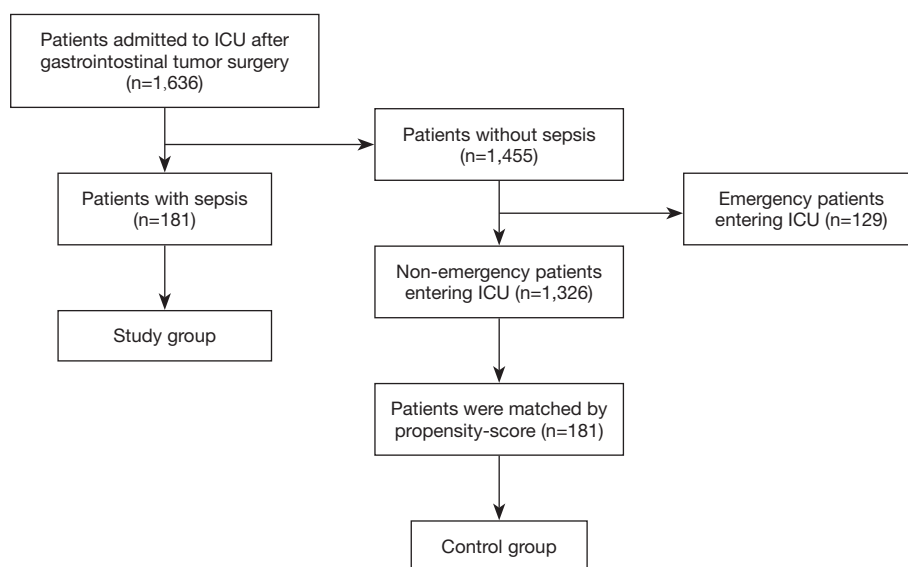 Patients admitted to ICU after
gastrointostinal tumor surgery
(n=1,636)
Patients without sepsis
(n=1,455)
Patients with sepsis
(n=181)
Emergency patients
entering ICU (n=129)
Non-emergency patients
entering ICU (n=1,326)
Study group
Patients were matched by
propensity-score (n=181)
Control group